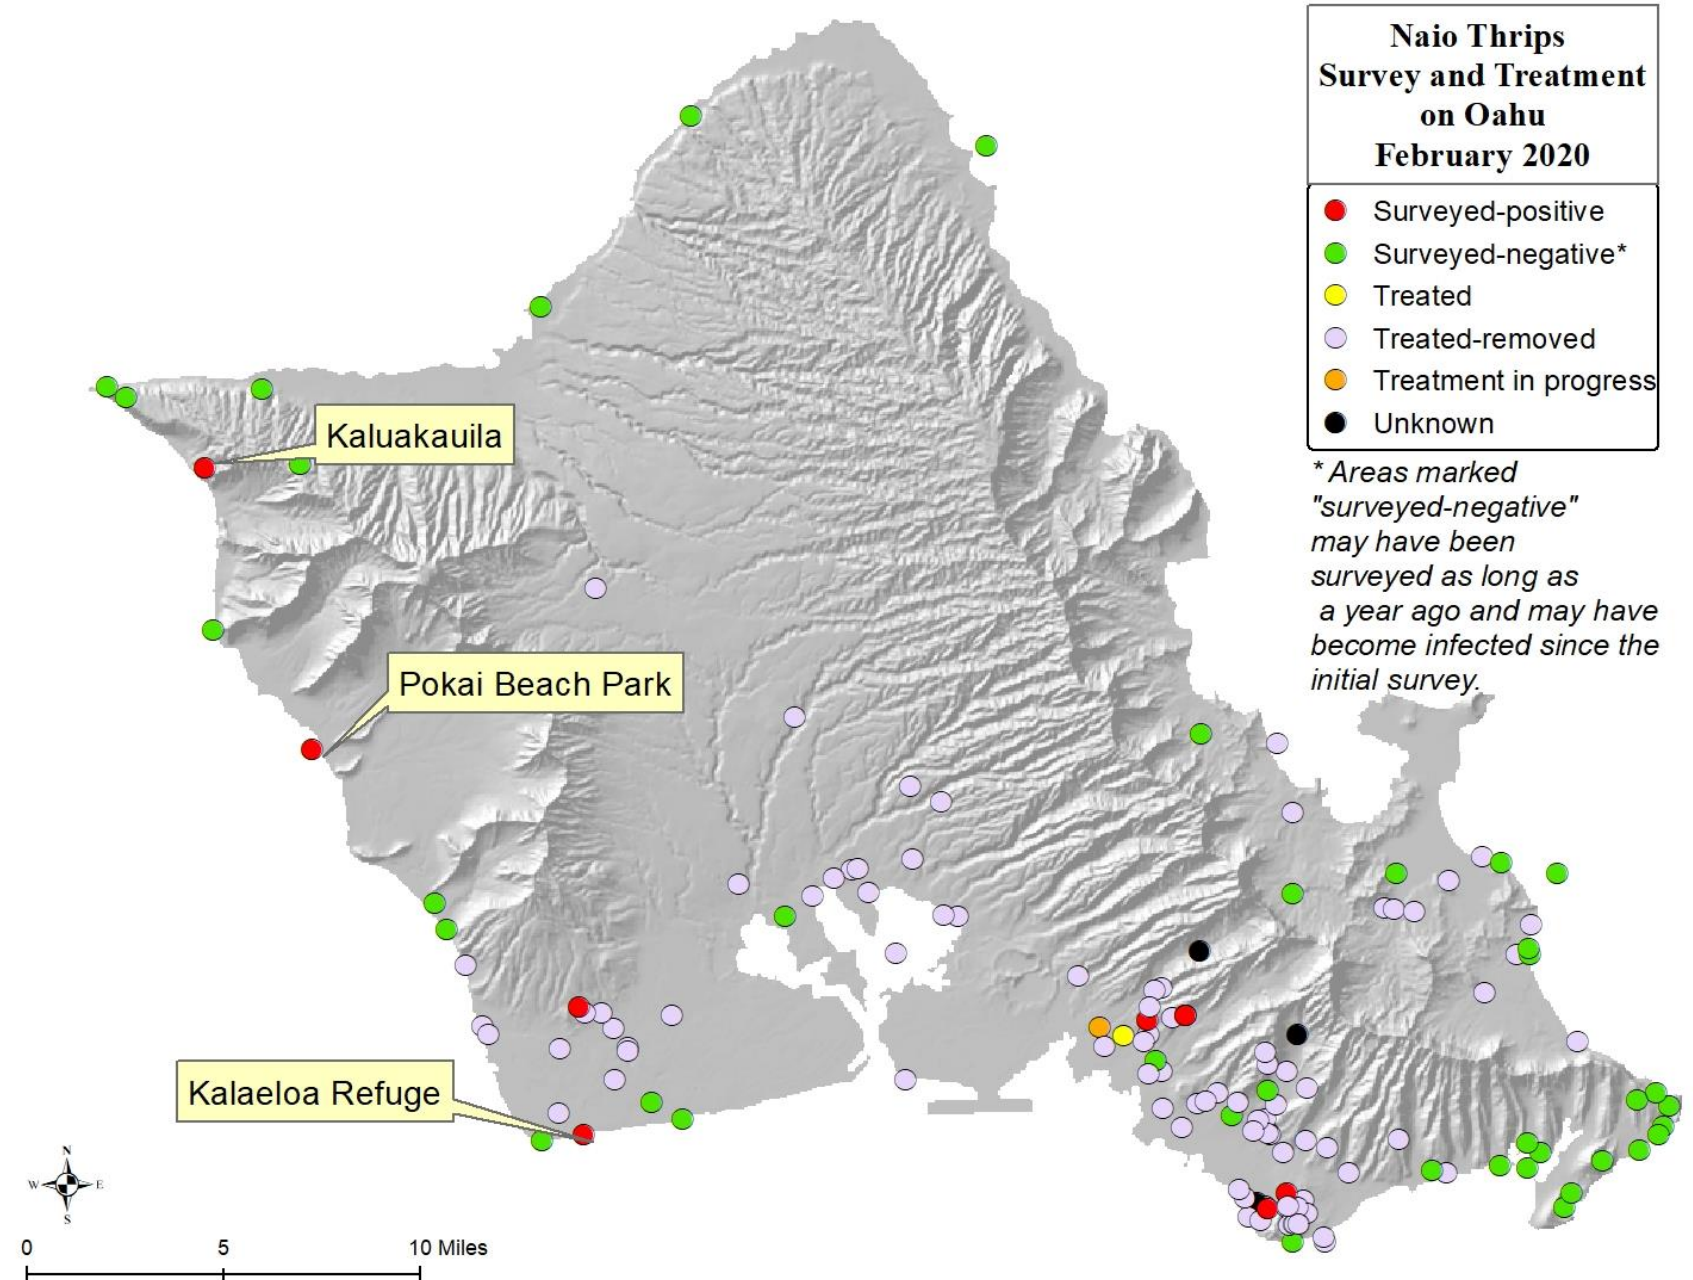 Naio Thrips
Survey and Treatment
on Oahu
February 2020
Surveyed-positive
Surveyed-negative*
Treated
Treated-removed
Treatment in progress
Unknown
* Areas marked
"surveyed-negative"
may have been
surveyed as long as
a year ago and may have
become infected since the
initial survey.
Kaluakauila
Pokai Beach Park
Kalaeloa Refuge
N
W E
S
0 5 10 Miles